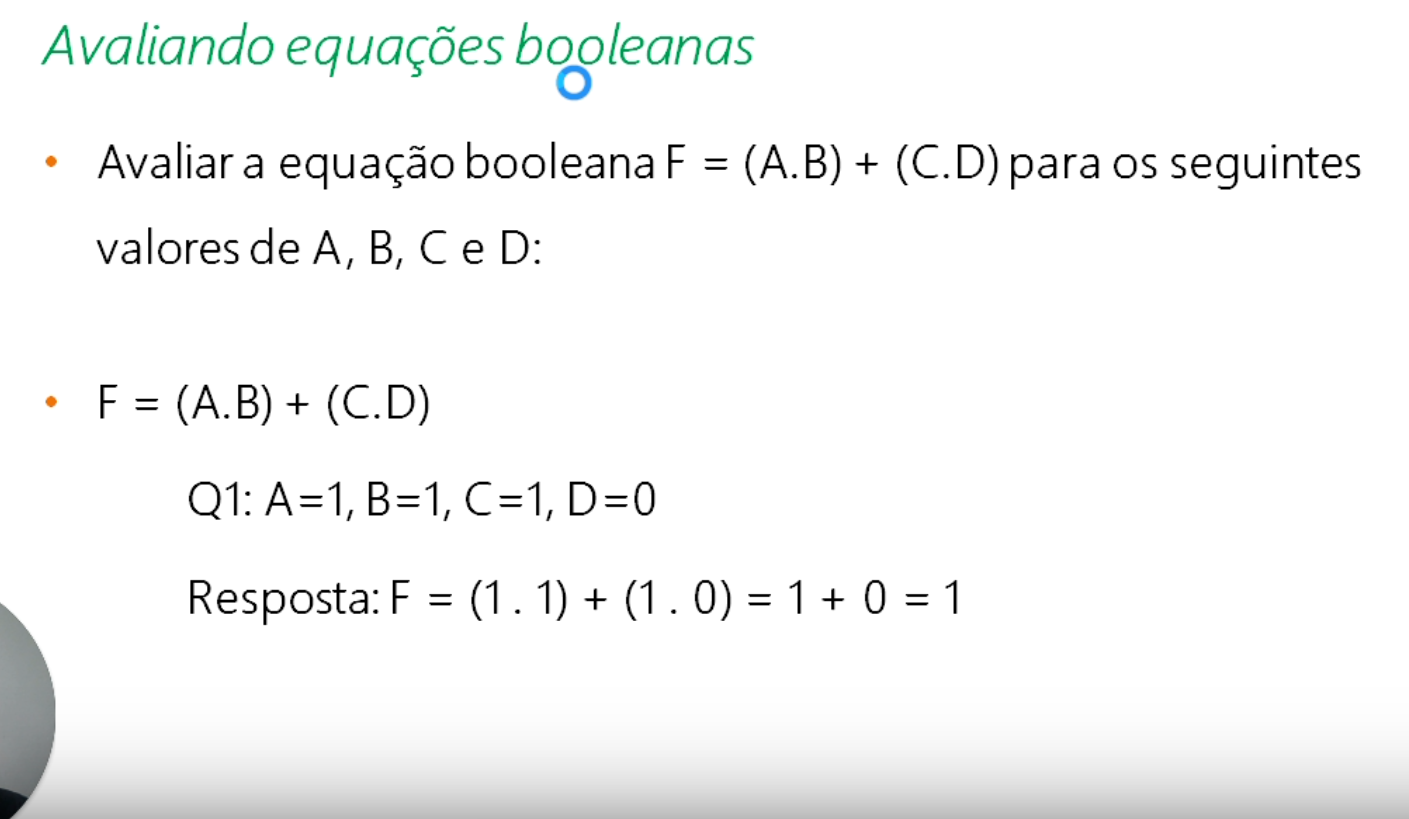 Avaliando equações booleanas
• Avaliar a equação booleana F = (A.B) + (C.D) para os seguintes
valores de A, B, C e D:
• F = (A.B) + (C.D)
Q1: A=1, B=1, C=1, D=0
Resposta: F = (1 . 1) + (1 . 0) = 1 + 0 = 1